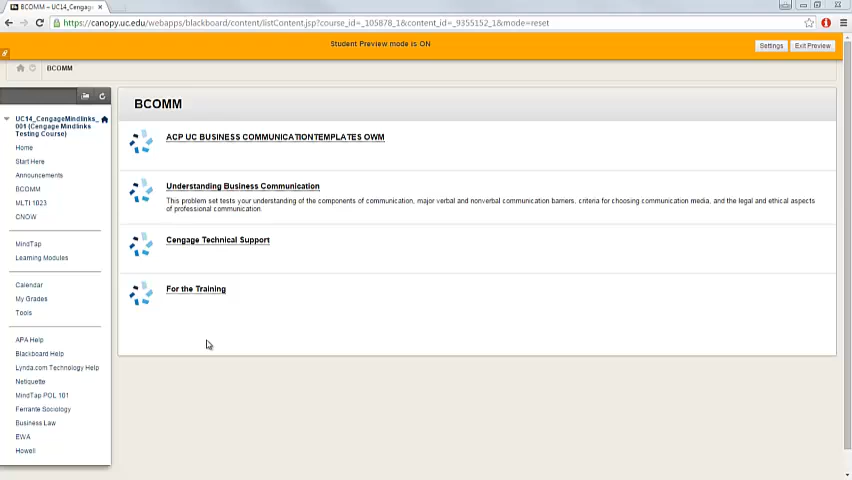 BCOMM – UC14_Cengage
https://canopy.uc.edu/webapps/blackboard/content/listContent.jsp?course_id=_105878_1&content_id=_9355152_1&mode=reset
Student Preview mode is ON
Settings
Exit Preview
BCOMM
UC14_CengageMindlinks_
001 (Cengage Mindlinks
Testing Course)
Home
Start Here
Announcements
BCOMM
MLTI 1023
CNOW
MindTap
Learning Modules
Calendar
My Grades
Tools
APA Help
Blackboard Help
Lynda.com Technology Help
Netiquette
MindTap POL 101
Ferrante Sociology
Business Law
EWA
Howell
BCOMM
ACP UC BUSINESS COMMUNICATIONTEMPLATES OWM
Understanding Business Communication
This problem set tests your understanding of the components of communication, major verbal and nonverbal communication barriers, criteria for choosing communication media, and the legal and ethical aspects
of professional communication.
Cengage Technical Support
For the Training